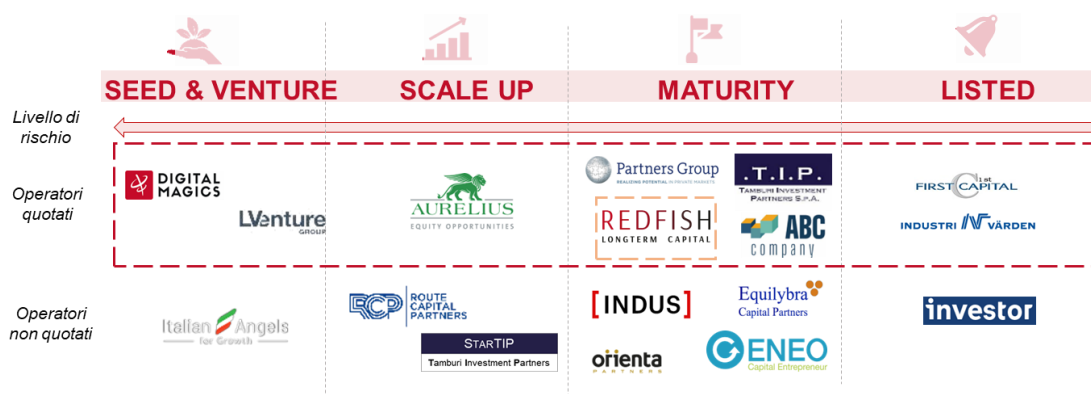 SEED & VENTURE
SCALE UP
MATURITY
LISTED
Livello di
rischio
Operatori
quotati
DIGITAL
MAGICS
LVenture
GROUP
AURELIUS
EQUITY OPPORTUNITIES
Partners Group
REALIZING POTENTIAL IN PRIVATE MARKETS
.T.I.P.
TAMBURI INVESTMENT
PARTNERS S.P.A.
REDFISH
LONGTERM CAPITAL
ABC
company
1st
FIRST CAPITAL
INDUSTRI VÄRDEN
Operatori
non quotati
Italian Angels
for Growth
RCP
ROUTE
CAPITAL
PARTNERS
STARTIP
Tamburi Investment Partners
[INDUS]
Equilybra
Capital Partners
orienta
PARTNERS
GENEO
Capital Entrepreneur
investor